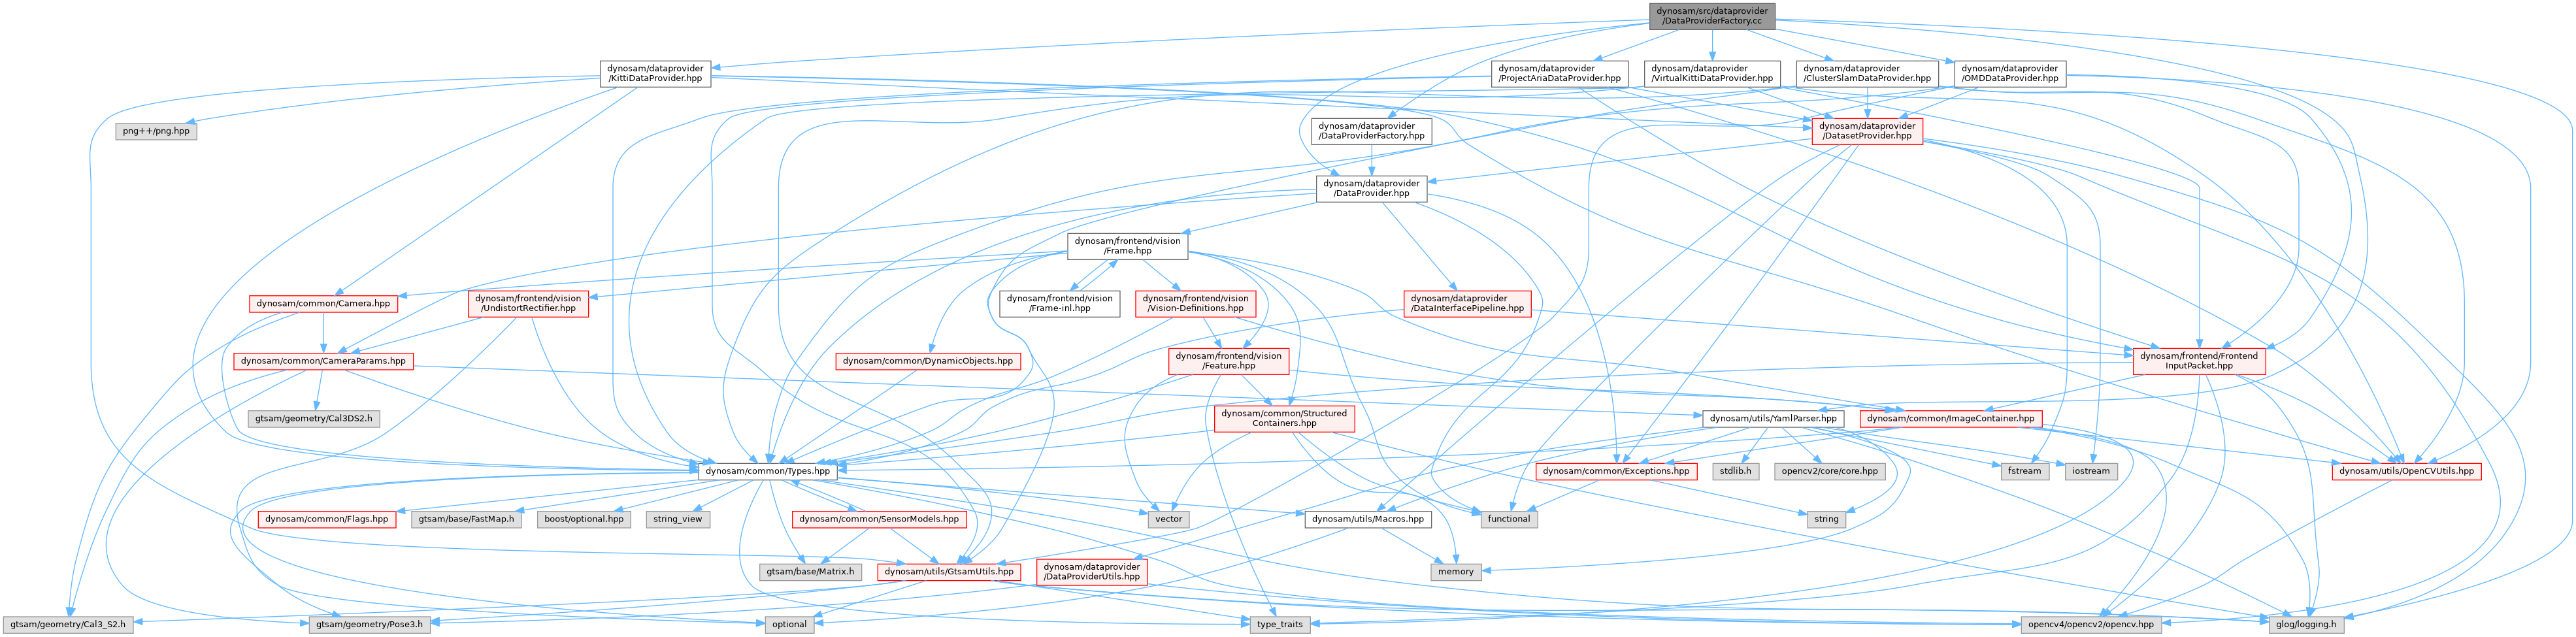 dynosam/src/dataprovider
/DataProviderFactory.cc
dynosam/dataprovider
/KittiDataProvider.hpp
dynosam/dataprovider
/ProjectAriaDataProvider.hpp
dynosam/dataprovider
/VirtualKittiDataProvider.hpp
dynosam/dataprovider
/ClusterSlamDataProvider.hpp
dynosam/dataprovider
/OMDDataProvider.hpp
png++/png.hpp
dynosam/dataprovider
/DataProviderFactory.hpp
dynosam/dataprovider
/DatasetProvider.hpp
dynosam/dataprovider
/DataProvider.hpp
dynosam/frontend/vision
/Frame.hpp
dynosam/common/Camera.hpp
dynosam/frontend/vision
/UndistortRectifier.hpp
dynosam/frontend/vision
/Frame-inl.hpp
dynosam/frontend/vision
/Vision-Definitions.hpp
dynosam/dataprovider
/DataInterfacePipeline.hpp
dynosam/common/CameraParams.hpp
dynosam/common/DynamicObjects.hpp
dynosam/frontend/vision
/Feature.hpp
dynosam/frontend/Frontend
InputPacket.hpp
gtsam/geometry/Cal3DS2.h
dynosam/common/Structured
Containers.hpp
dynosam/utils/YamlParser.hpp
dynosam/common/ImageContainer.hpp
dynosam/common/Types.hpp
dynosam/common/Exceptions.hpp
stdlib.h
opencv2/core/core.hpp
fstream
iostream
dynosam/utils/OpenCVUtils.hpp
dynosam/common/Flags.hpp
gtsam/base/FastMap.h
boost/optional.hpp
string_view
dynosam/common/SensorModels.hpp
vector
dynosam/utils/Macros.hpp
functional
string
gtsam/base/Matrix.h
dynosam/utils/GtsamUtils.hpp
dynosam/dataprovider
/DataProviderUtils.hpp
memory
gtsam/geometry/Cal3_S2.h
gtsam/geometry/Pose3.h
optional
type_traits
opencv4/opencv2/opencv.hpp
glog/logging.h